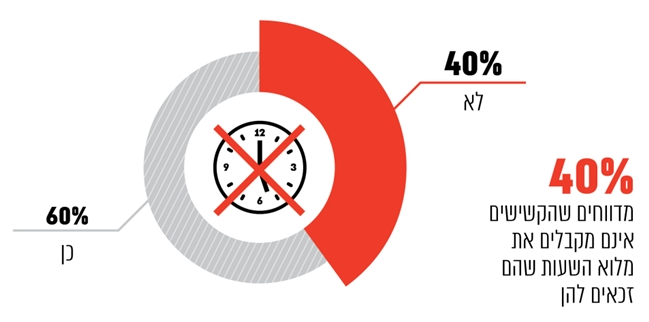 40%
לא
60%
כן
12
3
6
9
40%
מדווחים שהקשישים
אינם מקבלים את
מלוא השעות שהם
זכאים להן